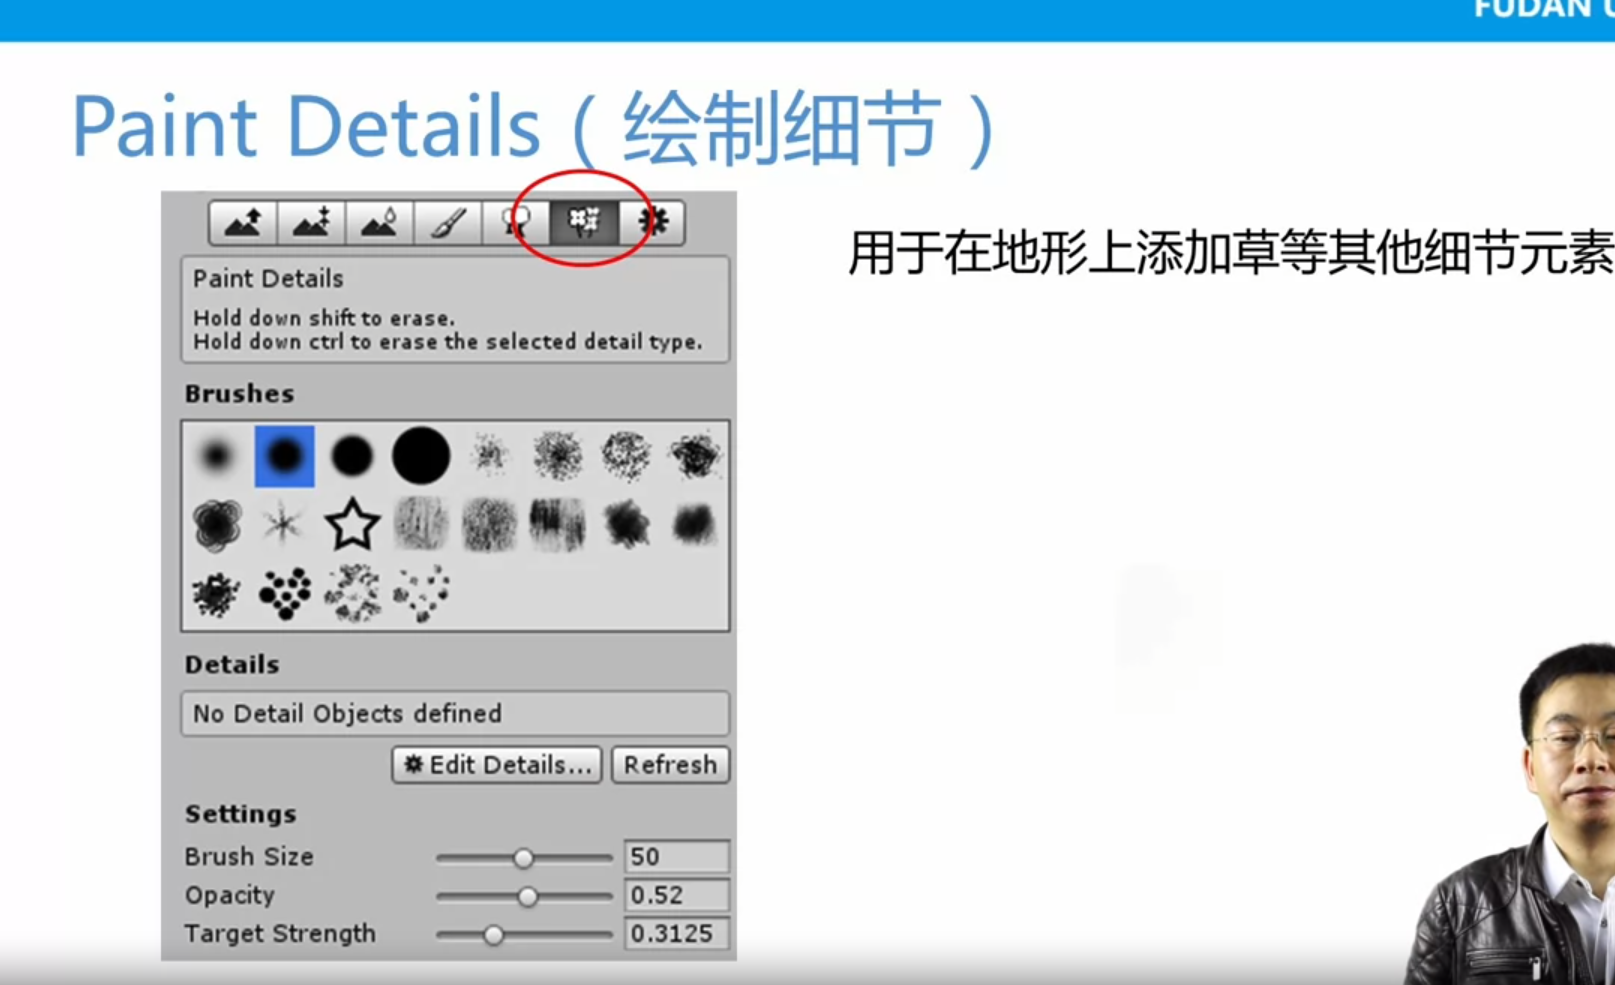 FUDAN
Paint Details（绘制细节）
用于在地形上添加草等其他细节元素
Paint Details
Hold down shift to erase.
Hold down ctrl to erase the selected detail type.
Brushes
Details
No Detail Objects defined
Edit Details...
Refresh
Settings
Brush Size 50
Opacity 0.52
Target Strength 0.3125